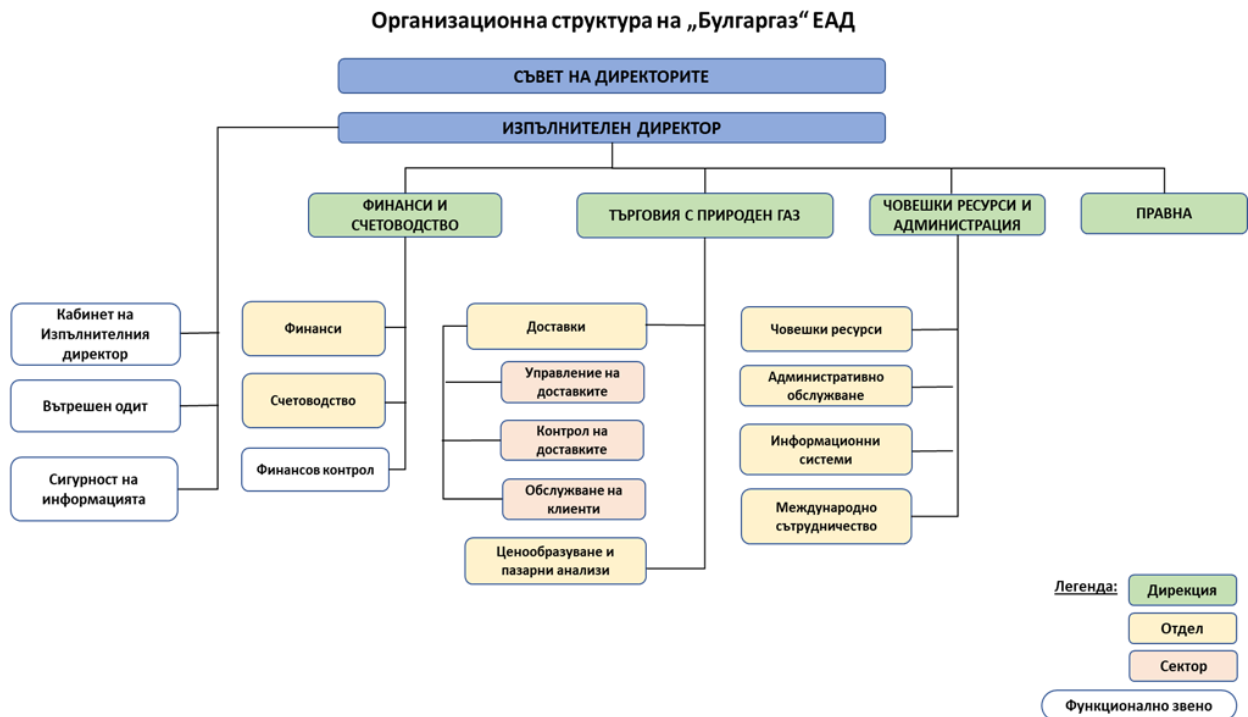 Организационна структура на „Булгаргаз“ ЕАД
СЪВЕТ НА ДИРЕКТОРИТЕ
ИЗПЪЛНИТЕЛЕН ДИРЕКТОР
ФИНАНСИ И
СЧЕТОВОДСТВО
ТЪРГОВИЯ С ПРИРОДЕН ГАЗ
ЧОВЕШКИ РЕСУРСИ И
АДМИНИСТРАЦИЯ
ПРАВНА
Кабинет на
Изпълнителния
директор
Вътрешен одит
Сигурност на
информацията
Финанси
Счетоводство
Финансов контрол
Доставки
Управление на
доставките
Контрол на
доставките
Обслужване на
клиенти
Ценообразуване и
пазарни анализи
Човешки ресурси
Административно
обслужване
Информационни
системи
Международно
сътрудничество
Легенда:
Дирекция
Отдел
Сектор
Функционално звено